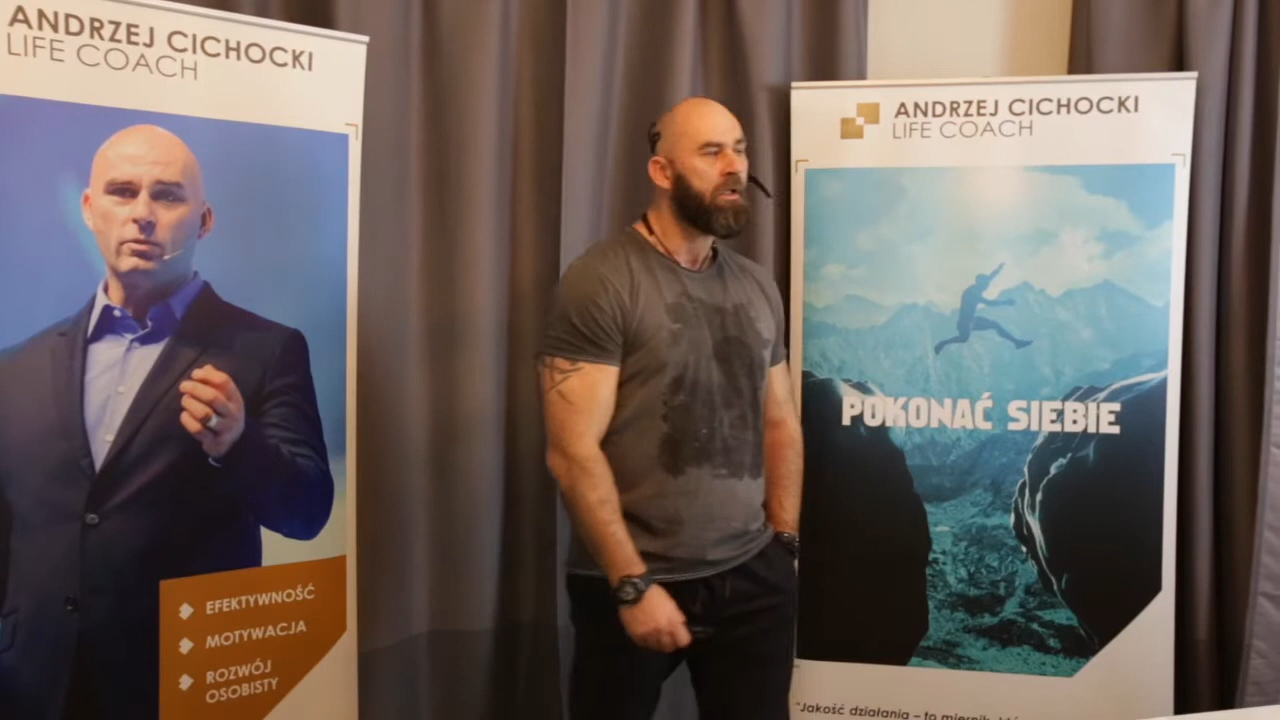 ANDRZEJ CICHOCKI
LIFE COACH
EFEKTYWNOŚĆ
MOTYWACJA
ROZWÓJ
OSOBISTY
ANDRZEJ CICHOCKI
LIFE COACH
POKONAĆ SIEBIE
"Jakość działania – to miernik